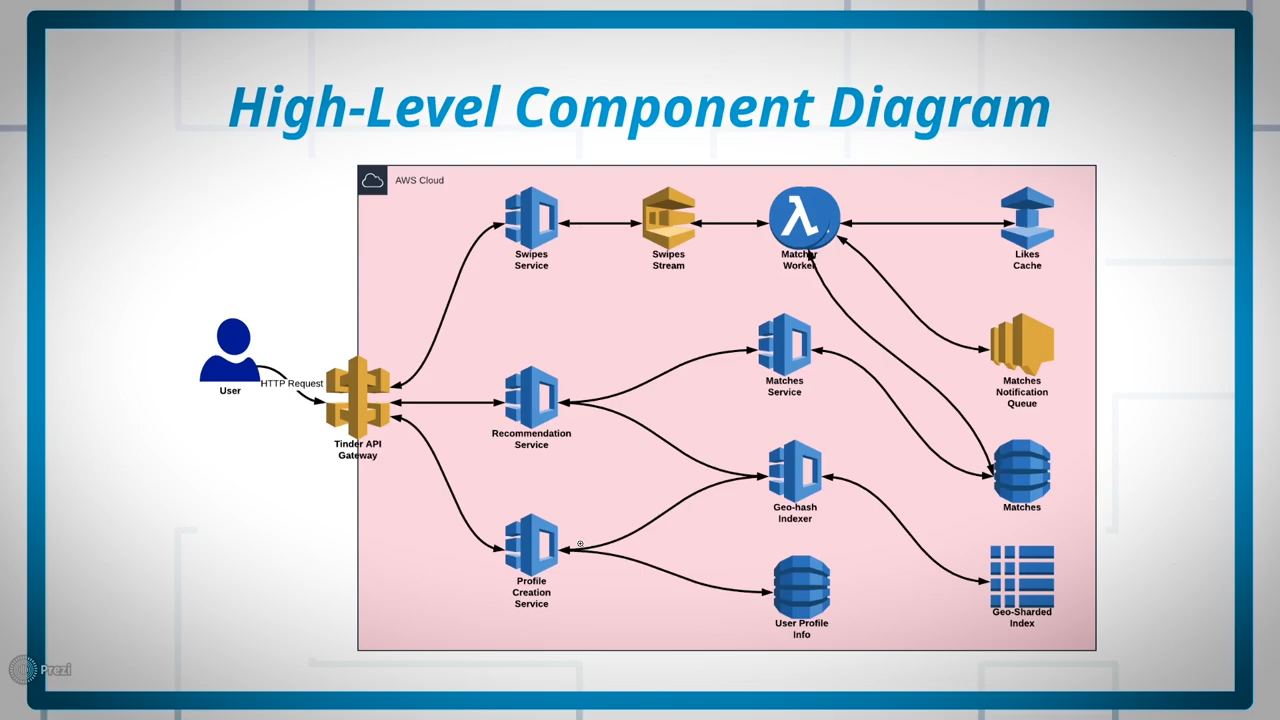 High-Level Component Diagram
AWS Cloud
Swipes
Service
Swipes
Stream
Matcher
Worker
Likes
Cache
User
HTTP Request
Tinder API
Gateway
Recommendation
Service
Matches
Service
Matches
Notification
Queue
Geo-hash
Indexer
Matches
Profile
Creation
Service
User Profile
Info
Geo-Sharded
Index
Prezi